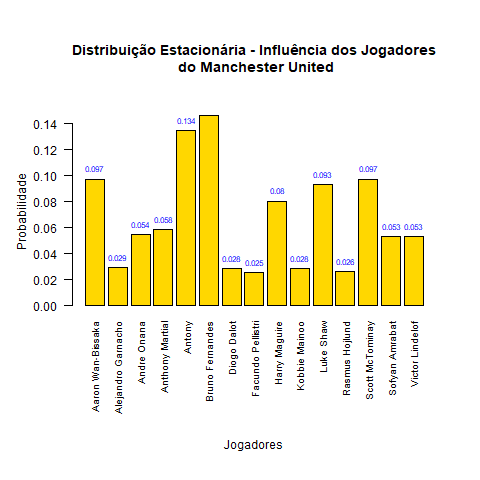 Distribuição Estacionária - Influência dos Jogadores
do Manchester United
Probabilidade
0.14
0.12
0.10
0.08
0.06
0.04
0.02
0.00
0.097
0.029
0.054
0.058
0.134
0.028
0.025
0.08
0.028
0.093
0.026
0.097
0.053
0.053
Aaron Wan-Bissaka
Alejandro Garnacho
Andre Onana
Anthony Martial
Antony
Bruno Fernandes
Diogo Dalot
Facundo Pellistri
Harry Maguire
Kobbie Mainoo
Luke Shaw
Rasmus Hojlund
Scott McTominay
Sofyan Amrabat
Victor Lindelof
Jogadores